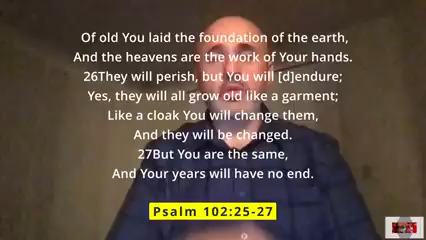 Of old You laid the foundation of the earth,
And the heavens are the work of Your hands.
26They will perish, but You will [d]endure;
Yes, they will all grow old like a garment;
Like a cloak You will change them,
And they will be changed.
27But You are the same,
And Your years will have no end.
Psalm 102:25-27